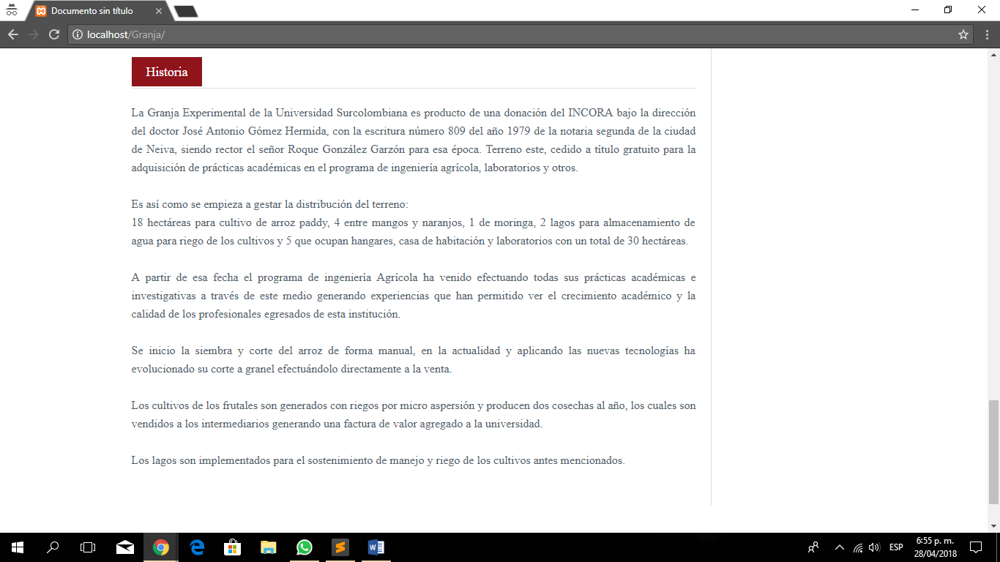 Documento sin título
localhost/Granja/
Historia
La Granja Experimental de la Universidad Surcolombiana es producto de una donación del INCORA bajo la dirección
del doctor José Antonio Gómez Hermida, con la escritura número 809 del año 1979 de la notaria segunda de la ciudad
de Neiva, siendo rector el señor Roque González Garzón para esa época. Terreno este, cedido a título gratuito para la
adquisición de prácticas académicas en el programa de ingeniería agrícola, laboratorios y otros.
Es así como se empieza a gestar la distribución del terreno:
18 hectáreas para cultivo de arroz paddy, 4 entre mangos y naranjos, 1 de moringa, 2 lagos para almacenamiento de
agua para riego de los cultivos y 5 que ocupan hangares, casa de habitación y laboratorios con un total de 30 hectáreas.
A partir de esa fecha el programa de ingeniería Agrícola ha venido efectuando todas sus prácticas académicas e
investigativas a través de este medio generando experiencias que han permitido ver el crecimiento académico y la
calidad de los profesionales egresados de esta institución.
Se inicio la siembra y corte del arroz de forma manual, en la actualidad y aplicando las nuevas tecnologías ha
evolucionado su corte a granel efectuándolo directamente a la venta.
Los cultivos de los frutales son generados con riegos por micro aspersión y producen dos cosechas al año, los cuales son
vendidos a los intermediarios generando una factura de valor agregado a la universidad.
Los lagos son implementados para el sostenimiento de manejo y riego de los cultivos antes mencionados.
ESP
6:55 p. m.
28/04/2018